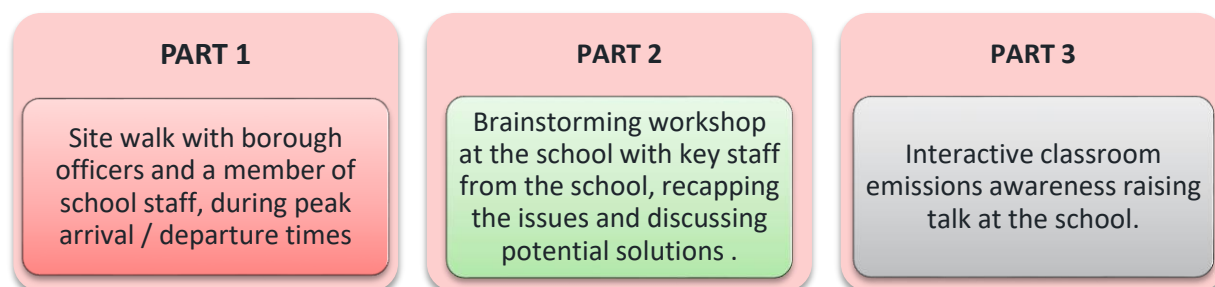 PART 1
Site walk with borough
officers and a member of
school staff, during peak
arrival / departure times
PART 2
Brainstorming workshop
at the school with key staff
from the school, recapping
the issues and discussing
potential solutions .
PART 3
Interactive classroom
emissions awareness raising
talk at the school.